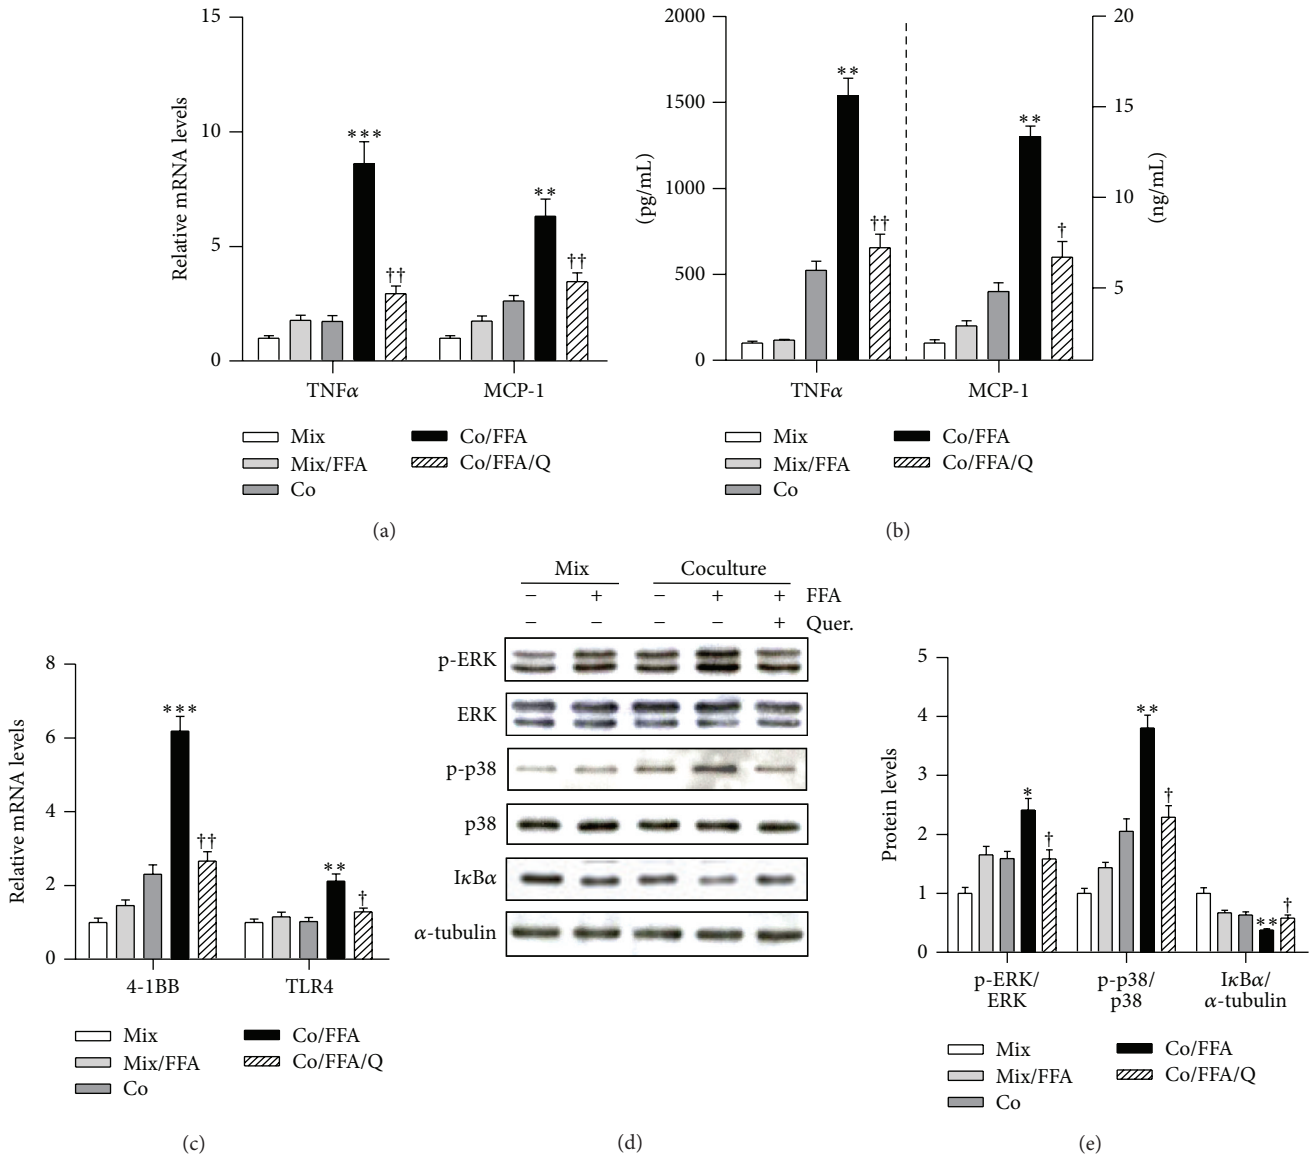 15
10
5
0
Relative mRNA levels
***
††
**
††
TNFα MCP-1
Mix
Mix/FFA
Co
Co/FFA
Co/FFA/Q
(a)
2000
1500
1000
500
0
(pg/mL)
**
††
**
†
20
15
10
5
(ng/mL)
TNFα MCP-1
Mix
Mix/FFA
Co
Co/FFA
Co/FFA/Q
(b)
8
6
4
2
0
Relative mRNA levels
***
††
**
†
4-1BB TLR4
Mix
Mix/FFA
Co
Co/FFA
Co/FFA/Q
(c)
Mix Coculture
− + − + + FFA
− − − − + Quer.
p-ERK
ERK
p-p38
p38
IκBα
α-tubulin
(d)
5
4
3
2
1
0
Protein levels
*
†
**
†
**
†
p-ERK/
ERK
p-p38/
p38
IκBα/
α-tubulin
Mix
Mix/FFA
Co
Co/FFA
Co/FFA/Q
(e)